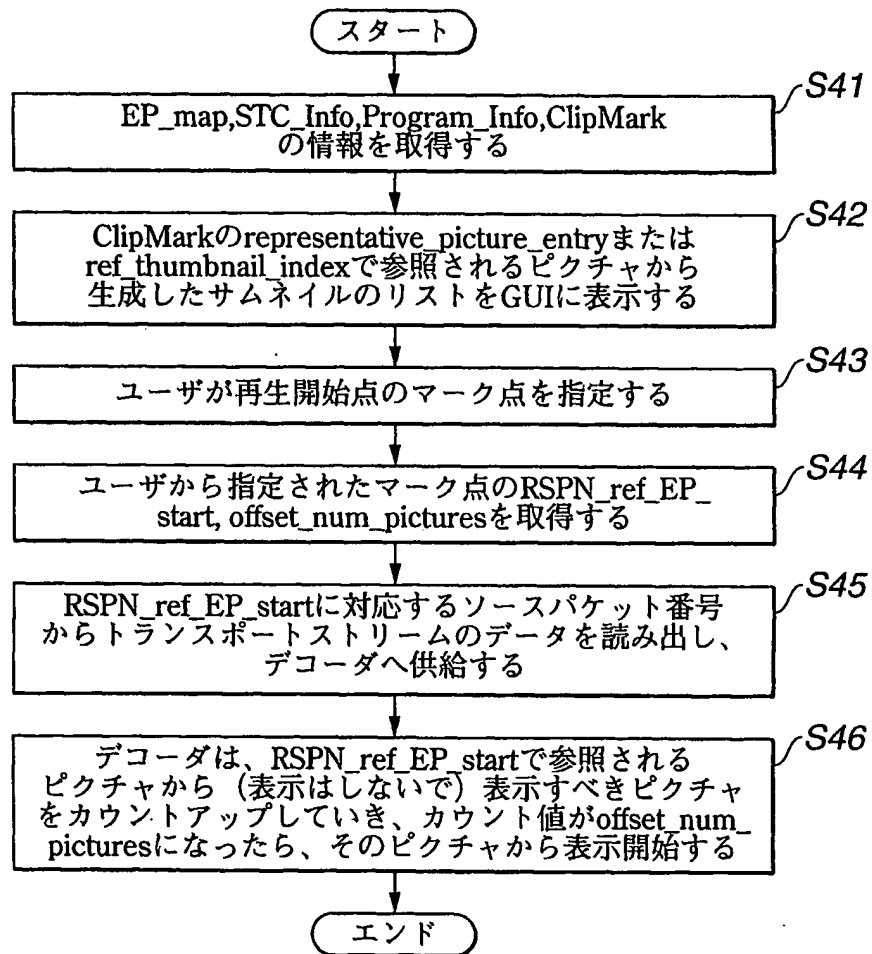 スタート
S41
EP_map,STC_Info,Program_Info,ClipMark
の情報を取得する
S42
ClipMarkのrepresentative_picture_entryまたは
ref_thumbnail_indexで参照されるピクチャから
生成したサムネイルのリストをGUIに表示する
S43
ユーザが再生開始点のマーク点を指定する
S44
ユーザから指定されたマーク点のRSPN_ref_EP_
start, offset_num_picturesを取得する
S45
RSPN_ref_EP_startに対応するソースパケット番号
からトランスポートストリームのデータを読み出し、
デコーダへ供給する
S46
デコーダは、RSPN_ref_EP_startで参照される
ピクチャから（表示はしないで）表示すべきピクチャ
をカウントアップしていき、カウント値がoffset_num_
picturesになったら、そのピクチャから表示開始する
エンド